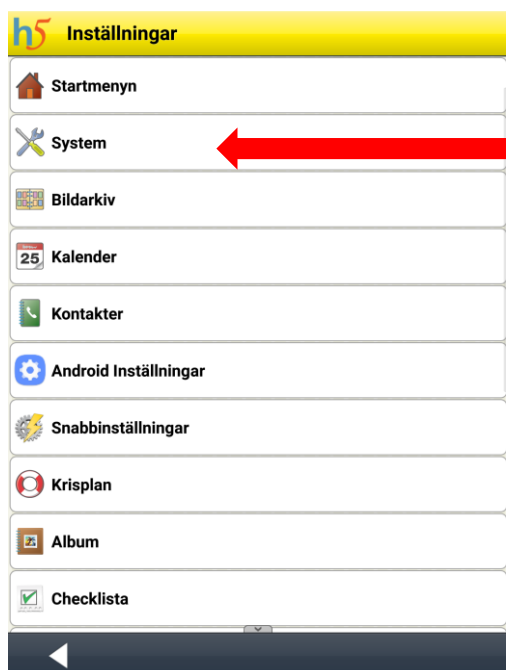 h5 Inställningar
Startmenyn
System
Bildarkiv
25 Kalender
Kontakter
Android Inställningar
Snabbinställningar
Krisplan
Album
Checklista